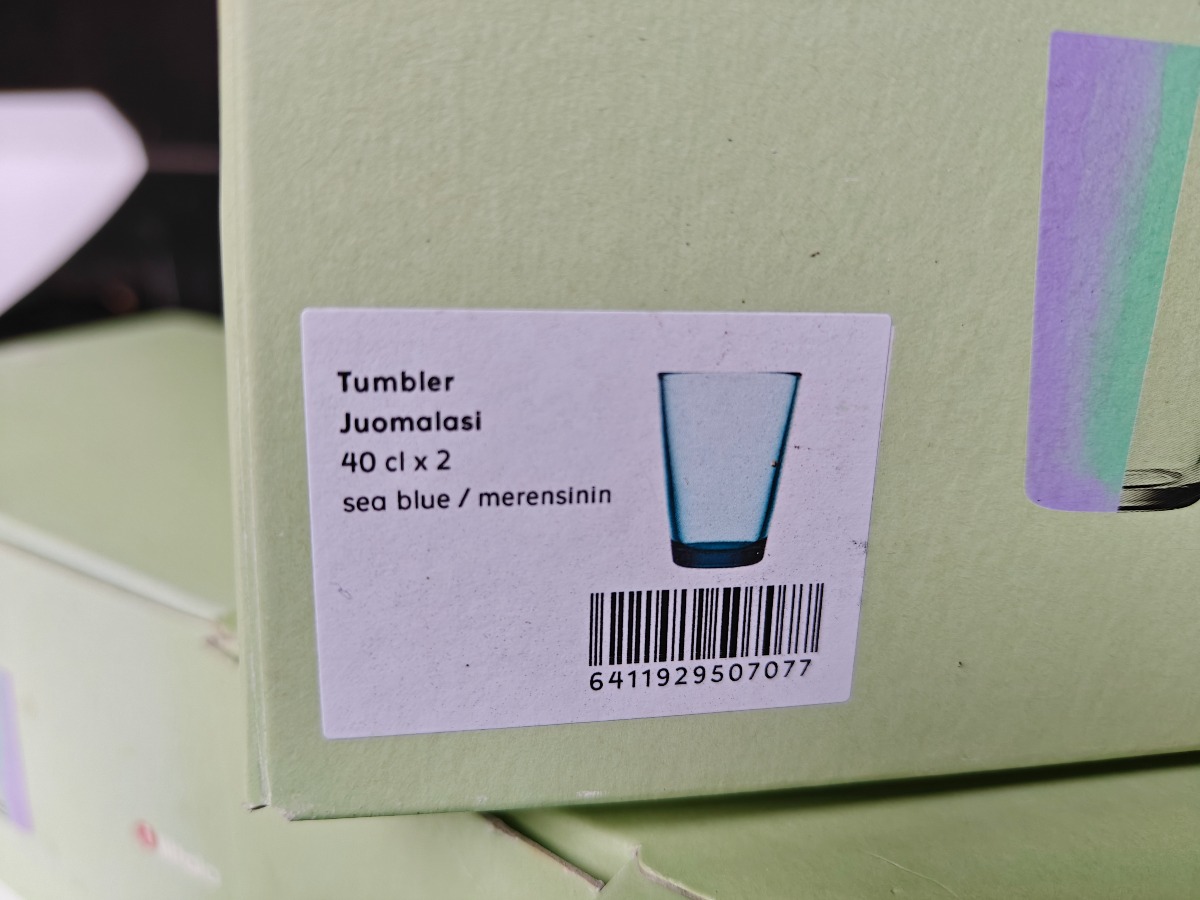 Tumbler
Juomalasi
40 cl x 2
sea blue / merensinin
6411929507077